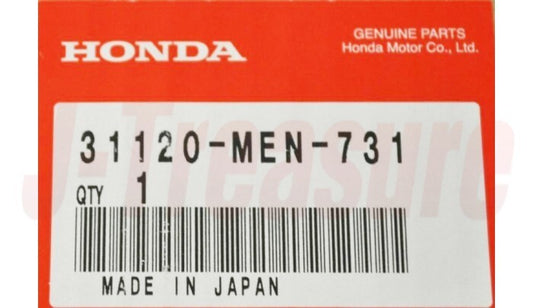 HONDA
GENUINE PARTS
Honda Motor Co., Ltd.
31120-MEN-731
QTY 1
MADE IN JAPAN
J-Treasure